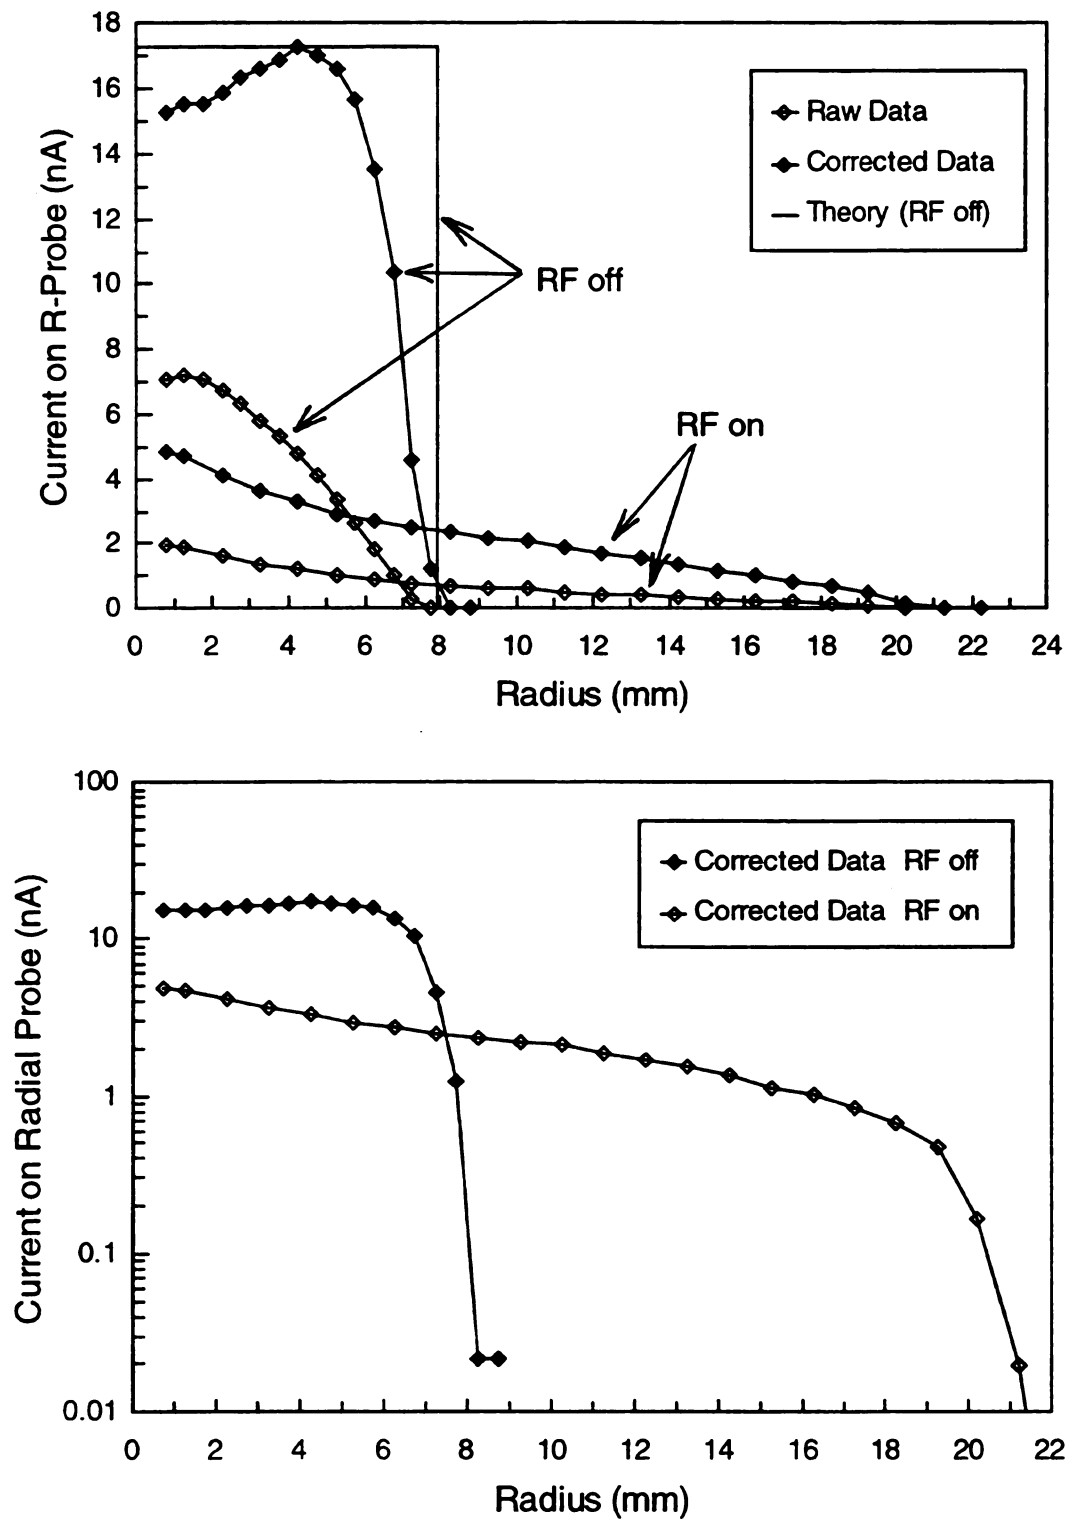 18
16
14
12
10
8
6
4
2
0
Current on R-Probe (nA)
Raw Data
Corrected Data
Theory (RF off)
RF off
RF on
0 2 4 6 8 10 12 14 16 18 20 22 24
Radius (mm)
100
10
1
0.1
0.01
Current on Radial Probe (nA)
Corrected Data RF off
Corrected Data RF on
0 2 4 6 8 10 12 14 16 18 20 22
Radius (mm)